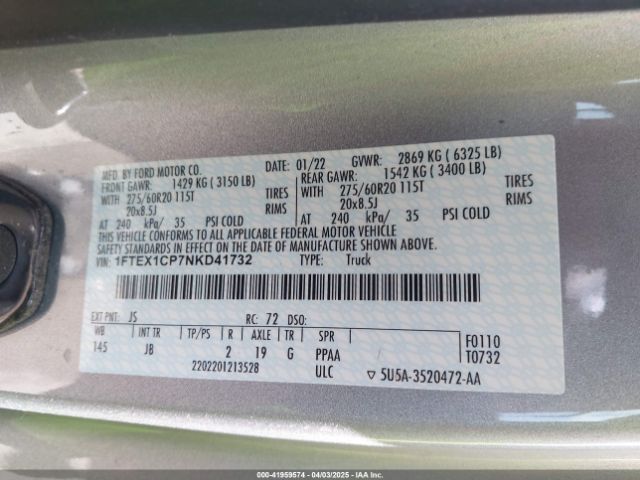 MFD. BY FORD MOTOR CO. 01/22 GVWR: 2869 KG ( 6325 LB)
FRONT GAWR: 1429 KG ( 3150 LB) REAR GAWR: 1542 KG ( 3400 LB)
WITH 275/60R20 115T TIRES WITH 275/60R20 115T TIRES
20x8.5J RIMS 20x8.5J RIMS
AT 240 kPa/ 35 PSI COLD AT 240 kPa/ 35 PSI COLD
THIS VEHICLE CONFORMS TO ALL APPLICABLE FEDERAL MOTOR VEHICLE
SAFETY STANDARDS IN EFFECT ON THE DATE OF MANUFACTURE SHOWN ABOVE.
VIN: 1FTEX1CP7NKD41732 TYPE: Truck
EXT PNT: JS RC: 72 DSO:
WB INT TR TP/PS R AXLE TR SPR F0110
145 JB 2 19 G PPAA T0732
2202201213528 ULC ▽ 5U5A-3520472-AA
000-41959574 - 04/03/2025 - IAA Inc.